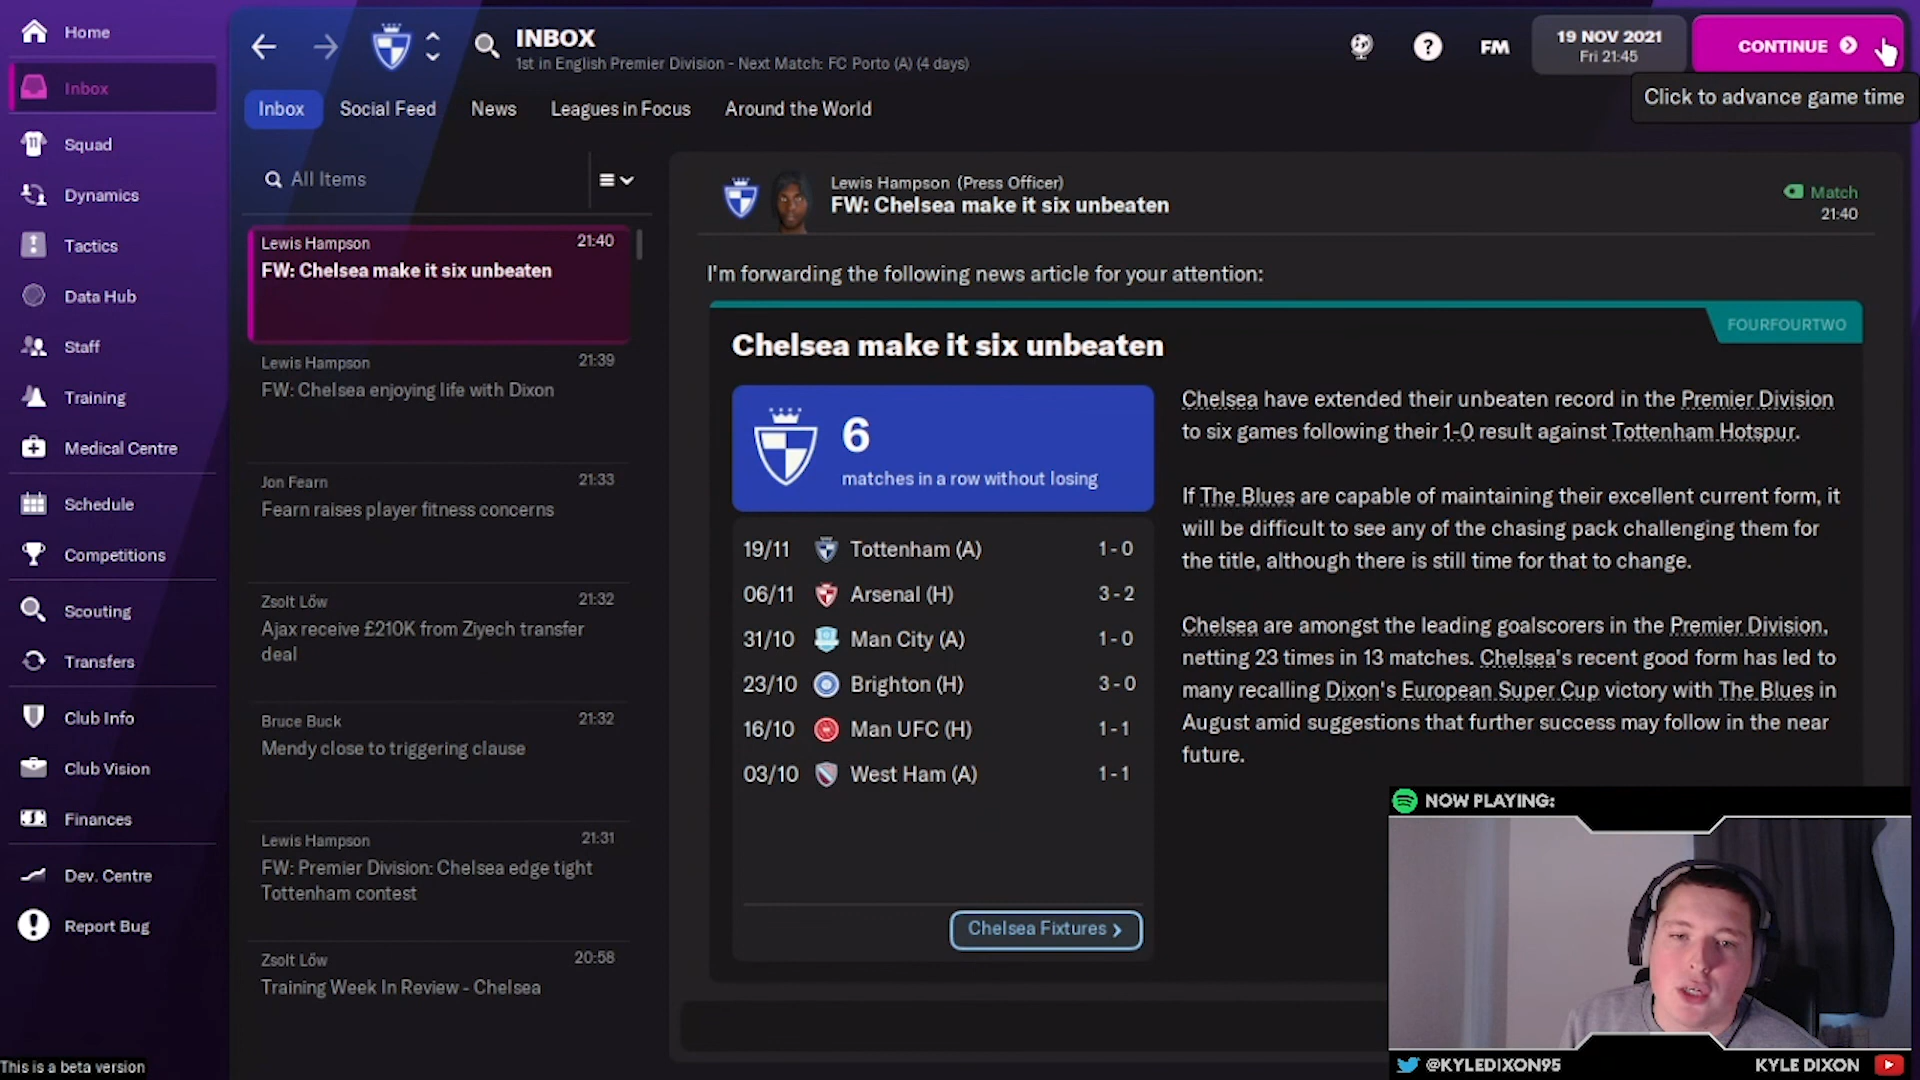 Home
Inbox
Squad
Dynamics
Tactics
Data Hub
Staff
Training
Medical Centre
Schedule
Competitions
Scouting
Transfers
Club Info
Club Vision
Finances
Dev. Centre
Report Bug
This is a beta version
INBOX
1st in English Premier Division - Next Match: FC Porto (A) (4 days)
FM
19 NOV 2021
Fri 21:45
CONTINUE
Click to advance game time
Inbox
Social Feed
News
Leagues in Focus
Around the World
All Items
Lewis Hampson 21:40
FW: Chelsea make it six unbeaten
Lewis Hampson 21:39
FW: Chelsea enjoying life with Dixon
Jon Fearn 21:33
Fearn raises player fitness concerns
Zsolt Lőw 21:32
Ajax receive £210K from Ziyech transfer
deal
Bruce Buck 21:32
Mendy close to triggering clause
Lewis Hampson 21:31
FW: Premier Division: Chelsea edge tight
Tottenham contest
Zsolt Lőw 20:58
Training Week In Review - Chelsea
Lewis Hampson (Press Officer)
FW: Chelsea make it six unbeaten
Match
21:40
I'm forwarding the following news article for your attention:
FOURFOURTWO
Chelsea make it six unbeaten
6
matches in a row without losing
19/11 Tottenham (A) 1 - 0
06/11 Arsenal (H) 3 - 2
31/10 Man City (A) 1 - 0
23/10 Brighton (H) 3 - 0
16/10 Man UFC (H) 1 - 1
03/10 West Ham (A) 1 - 1
Chelsea Fixtures
Chelsea have extended their unbeaten record in the Premier Division
to six games following their 1-0 result against Tottenham Hotspur.
If The Blues are capable of maintaining their excellent current form, it
will be difficult to see any of the chasing pack challenging them for
the title, although there is still time for that to change.
Chelsea are amongst the leading goalscorers in the Premier Division,
netting 23 times in 13 matches. Chelsea's recent good form has led to
many recalling Dixon's European Super Cup victory with The Blues in
August amid suggestions that further success may follow in the near
future.
NOW PLAYING:
@KYLEDIXON95
KYLE DIXON